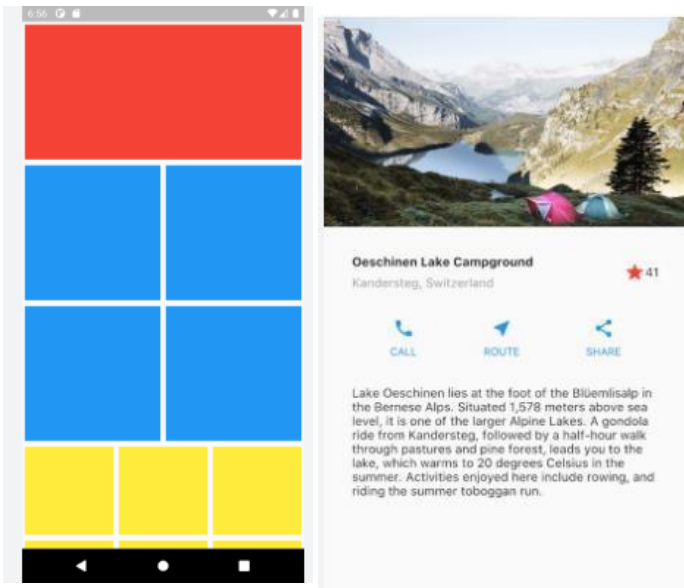 6:56
Oeschinen Lake Campground
Kandersteg, Switzerland
41
CALL
ROUTE
SHARE
Lake Oeschinen lies at the foot of the Blüemlisalp in
the Bernese Alps. Situated 1,578 meters above sea
level, it is one of the larger Alpine Lakes. A gondola
ride from Kandersteg, followed by a half-hour walk
through pastures and pine forest, leads you to the
lake, which warms to 20 degrees Celsius in the
summer. Activities enjoyed here include rowing, and
riding the summer toboggan run.